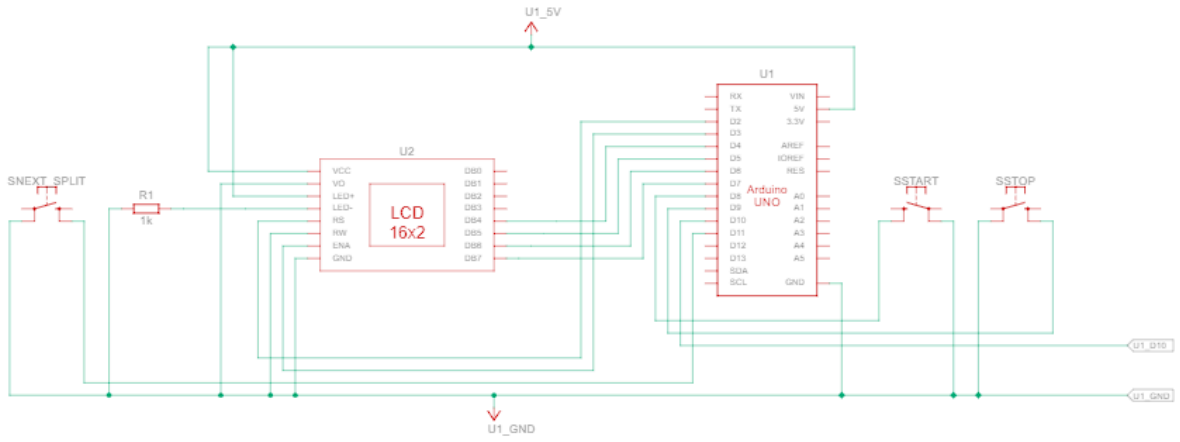 U1_5V
U1
RX
TX
D2
D3
D4
D5
D6
D7
D8
D9
D10
D11
D12
D13
SDA
SCL
VIN
5V
3.3V
AREF
IOREF
RES
A0
A1
A2
A3
A4
A5
GND
Arduino
UNO
U2
VCC
VO
LED+
LED-
RS
RW
ENA
GND
DB0
DB1
DB2
DB3
DB4
DB5
DB6
DB7
LCD
16x2
SNEXT_SPLIT
R1
1k
SSTART
SSTOP
U1_D10
U1_GND
U1_GND